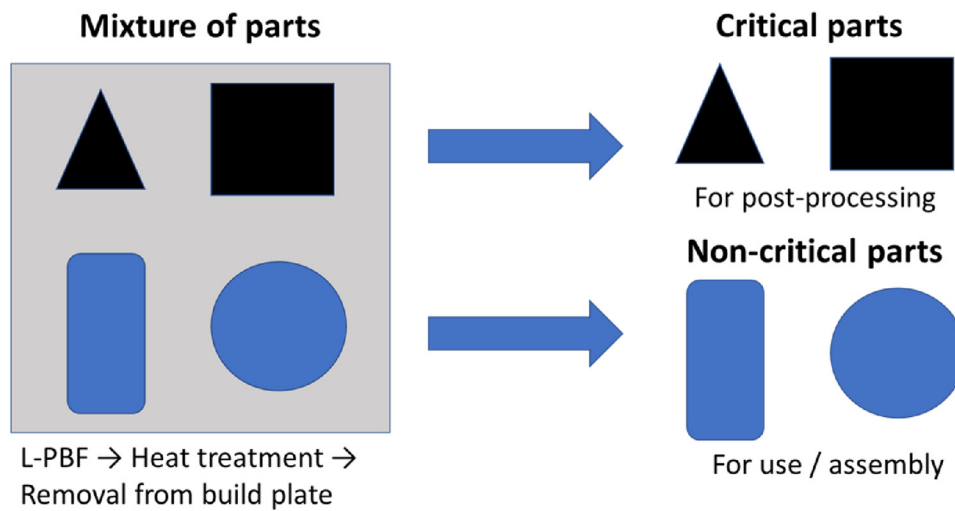 Mixture of parts
L-PBF → Heat treatment →
Removal from build plate
Critical parts
For post-processing
Non-critical parts
For use / assembly